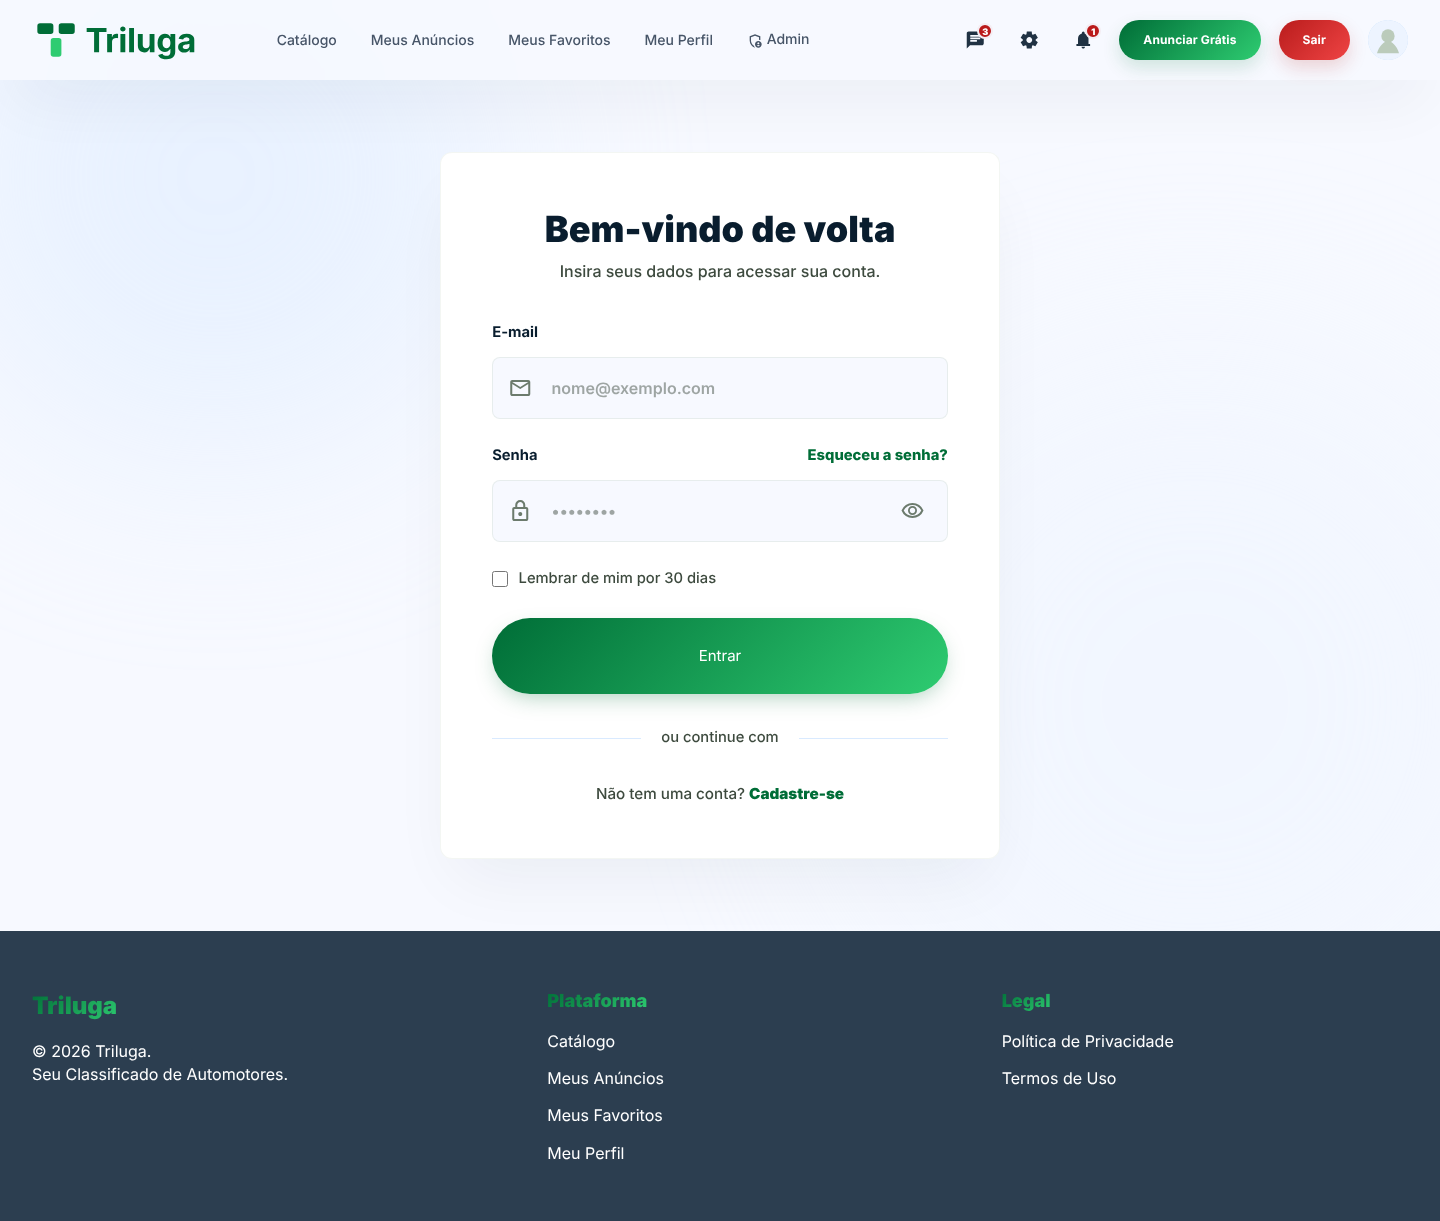 Triluga
Catálogo
Meus Anúncios
Meus Favoritos
Meu Perfil
Admin
3
1
Anunciar Grátis
Sair
Bem-vindo de volta
Insira seus dados para acessar sua conta.
E-mail
nome@exemplo.com
Senha
Esqueceu a senha?
••••••••
Lembrar de mim por 30 dias
Entrar
ou continue com
Não tem uma conta? Cadastre-se
Triluga
© 2026 Triluga.
Seu Classificado de Automotores.
Plataforma
Catálogo
Meus Anúncios
Meus Favoritos
Meu Perfil
Legal
Política de Privacidade
Termos de Uso